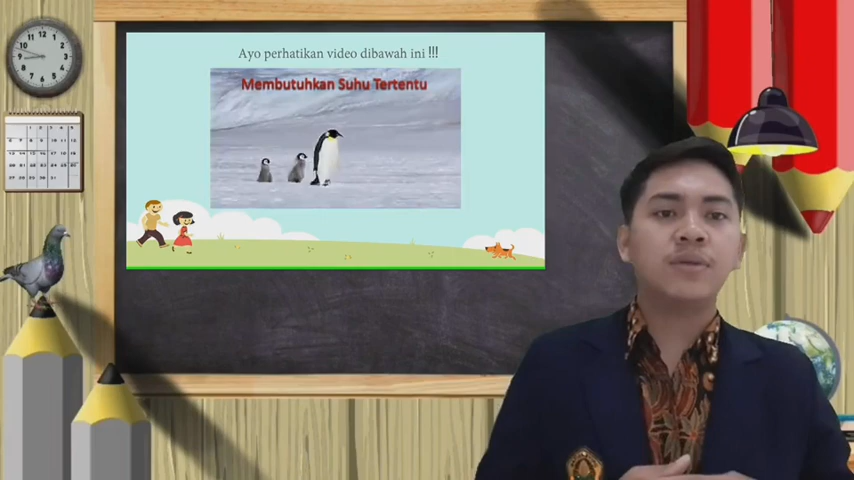 Ayo perhatikan video dibawah ini !!!
Membutuhkan Suhu Tertentu